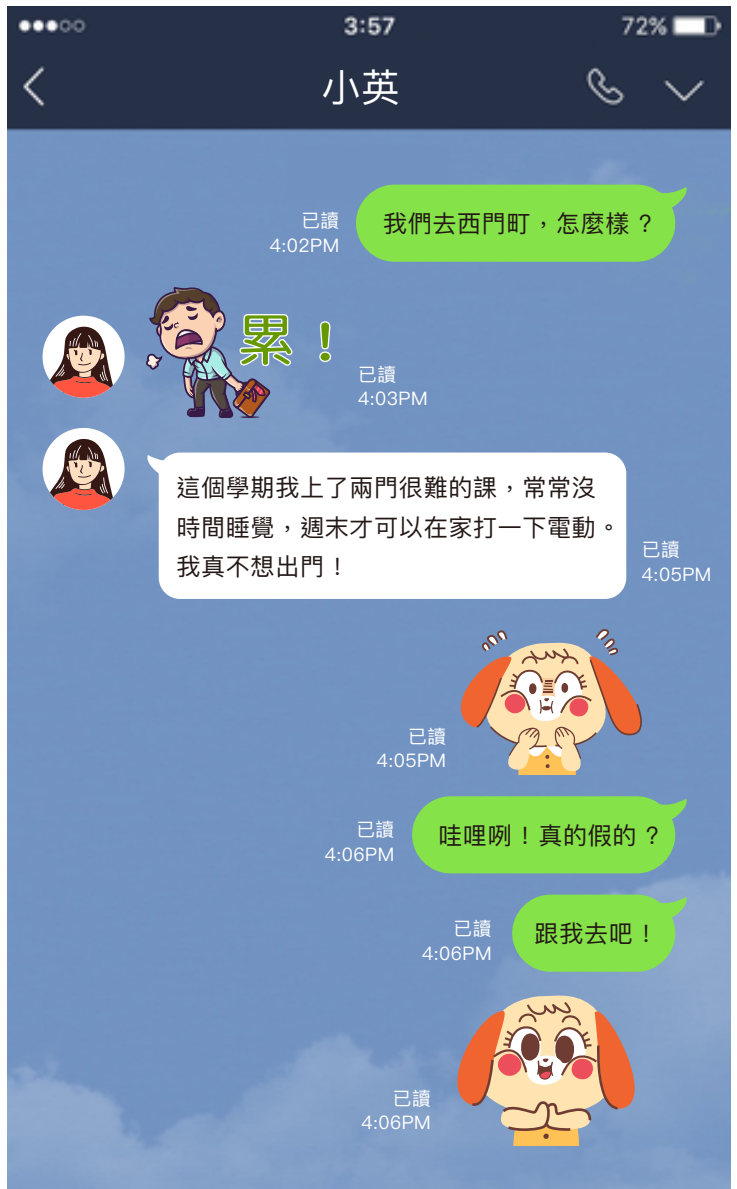 3:57
72%
小英
我們去西門町,怎麼樣?
已讀
4:02PM
累!
已讀
4:03PM
這個學期我上了兩門很難的課,常常沒
時間睡覺,週末才可以在家打一下電動。
我真不想出門!
已讀
4:05PM
已讀
4:05PM
哇哩咧!真的假的?
已讀
4:06PM
跟我去吧!
已讀
4:06PM
已讀
4:06PM